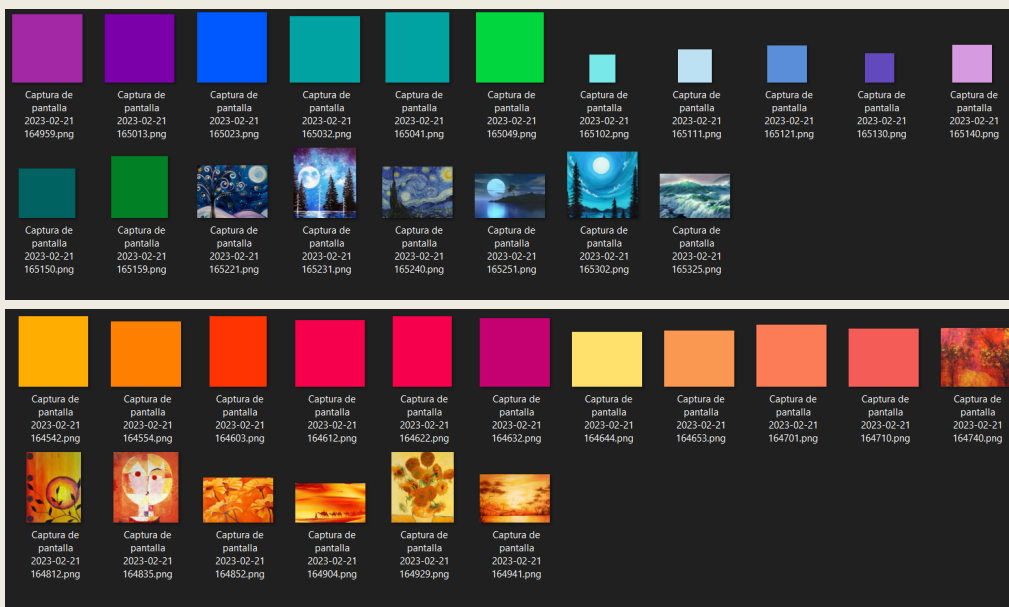 Captura de
pantalla
2023-02-21
164959.png
Captura de
pantalla
2023-02-21
165013.png
Captura de
pantalla
2023-02-21
165023.png
Captura de
pantalla
2023-02-21
165032.png
Captura de
pantalla
2023-02-21
165041.png
Captura de
pantalla
2023-02-21
165049.png
Captura de
pantalla
2023-02-21
165102.png
Captura de
pantalla
2023-02-21
165111.png
Captura de
pantalla
2023-02-21
165121.png
Captura de
pantalla
2023-02-21
165130.png
Captura de
pantalla
2023-02-21
165140.png
Captura de
pantalla
2023-02-21
165150.png
Captura de
pantalla
2023-02-21
165159.png
Captura de
pantalla
2023-02-21
165221.png
Captura de
pantalla
2023-02-21
165231.png
Captura de
pantalla
2023-02-21
165240.png
Captura de
pantalla
2023-02-21
165251.png
Captura de
pantalla
2023-02-21
165302.png
Captura de
pantalla
2023-02-21
165325.png
Captura de
pantalla
2023-02-21
164542.png
Captura de
pantalla
2023-02-21
164554.png
Captura de
pantalla
2023-02-21
164603.png
Captura de
pantalla
2023-02-21
164612.png
Captura de
pantalla
2023-02-21
164622.png
Captura de
pantalla
2023-02-21
164632.png
Captura de
pantalla
2023-02-21
164644.png
Captura de
pantalla
2023-02-21
164653.png
Captura de
pantalla
2023-02-21
164701.png
Captura de
pantalla
2023-02-21
164710.png
Captura de
pantalla
2023-02-21
164740.png
Captura de
pantalla
2023-02-21
164812.png
Captura de
pantalla
2023-02-21
164835.png
Captura de
pantalla
2023-02-21
164852.png
Captura de
pantalla
2023-02-21
164904.png
Captura de
pantalla
2023-02-21
164929.png
Captura de
pantalla
2023-02-21
164941.png